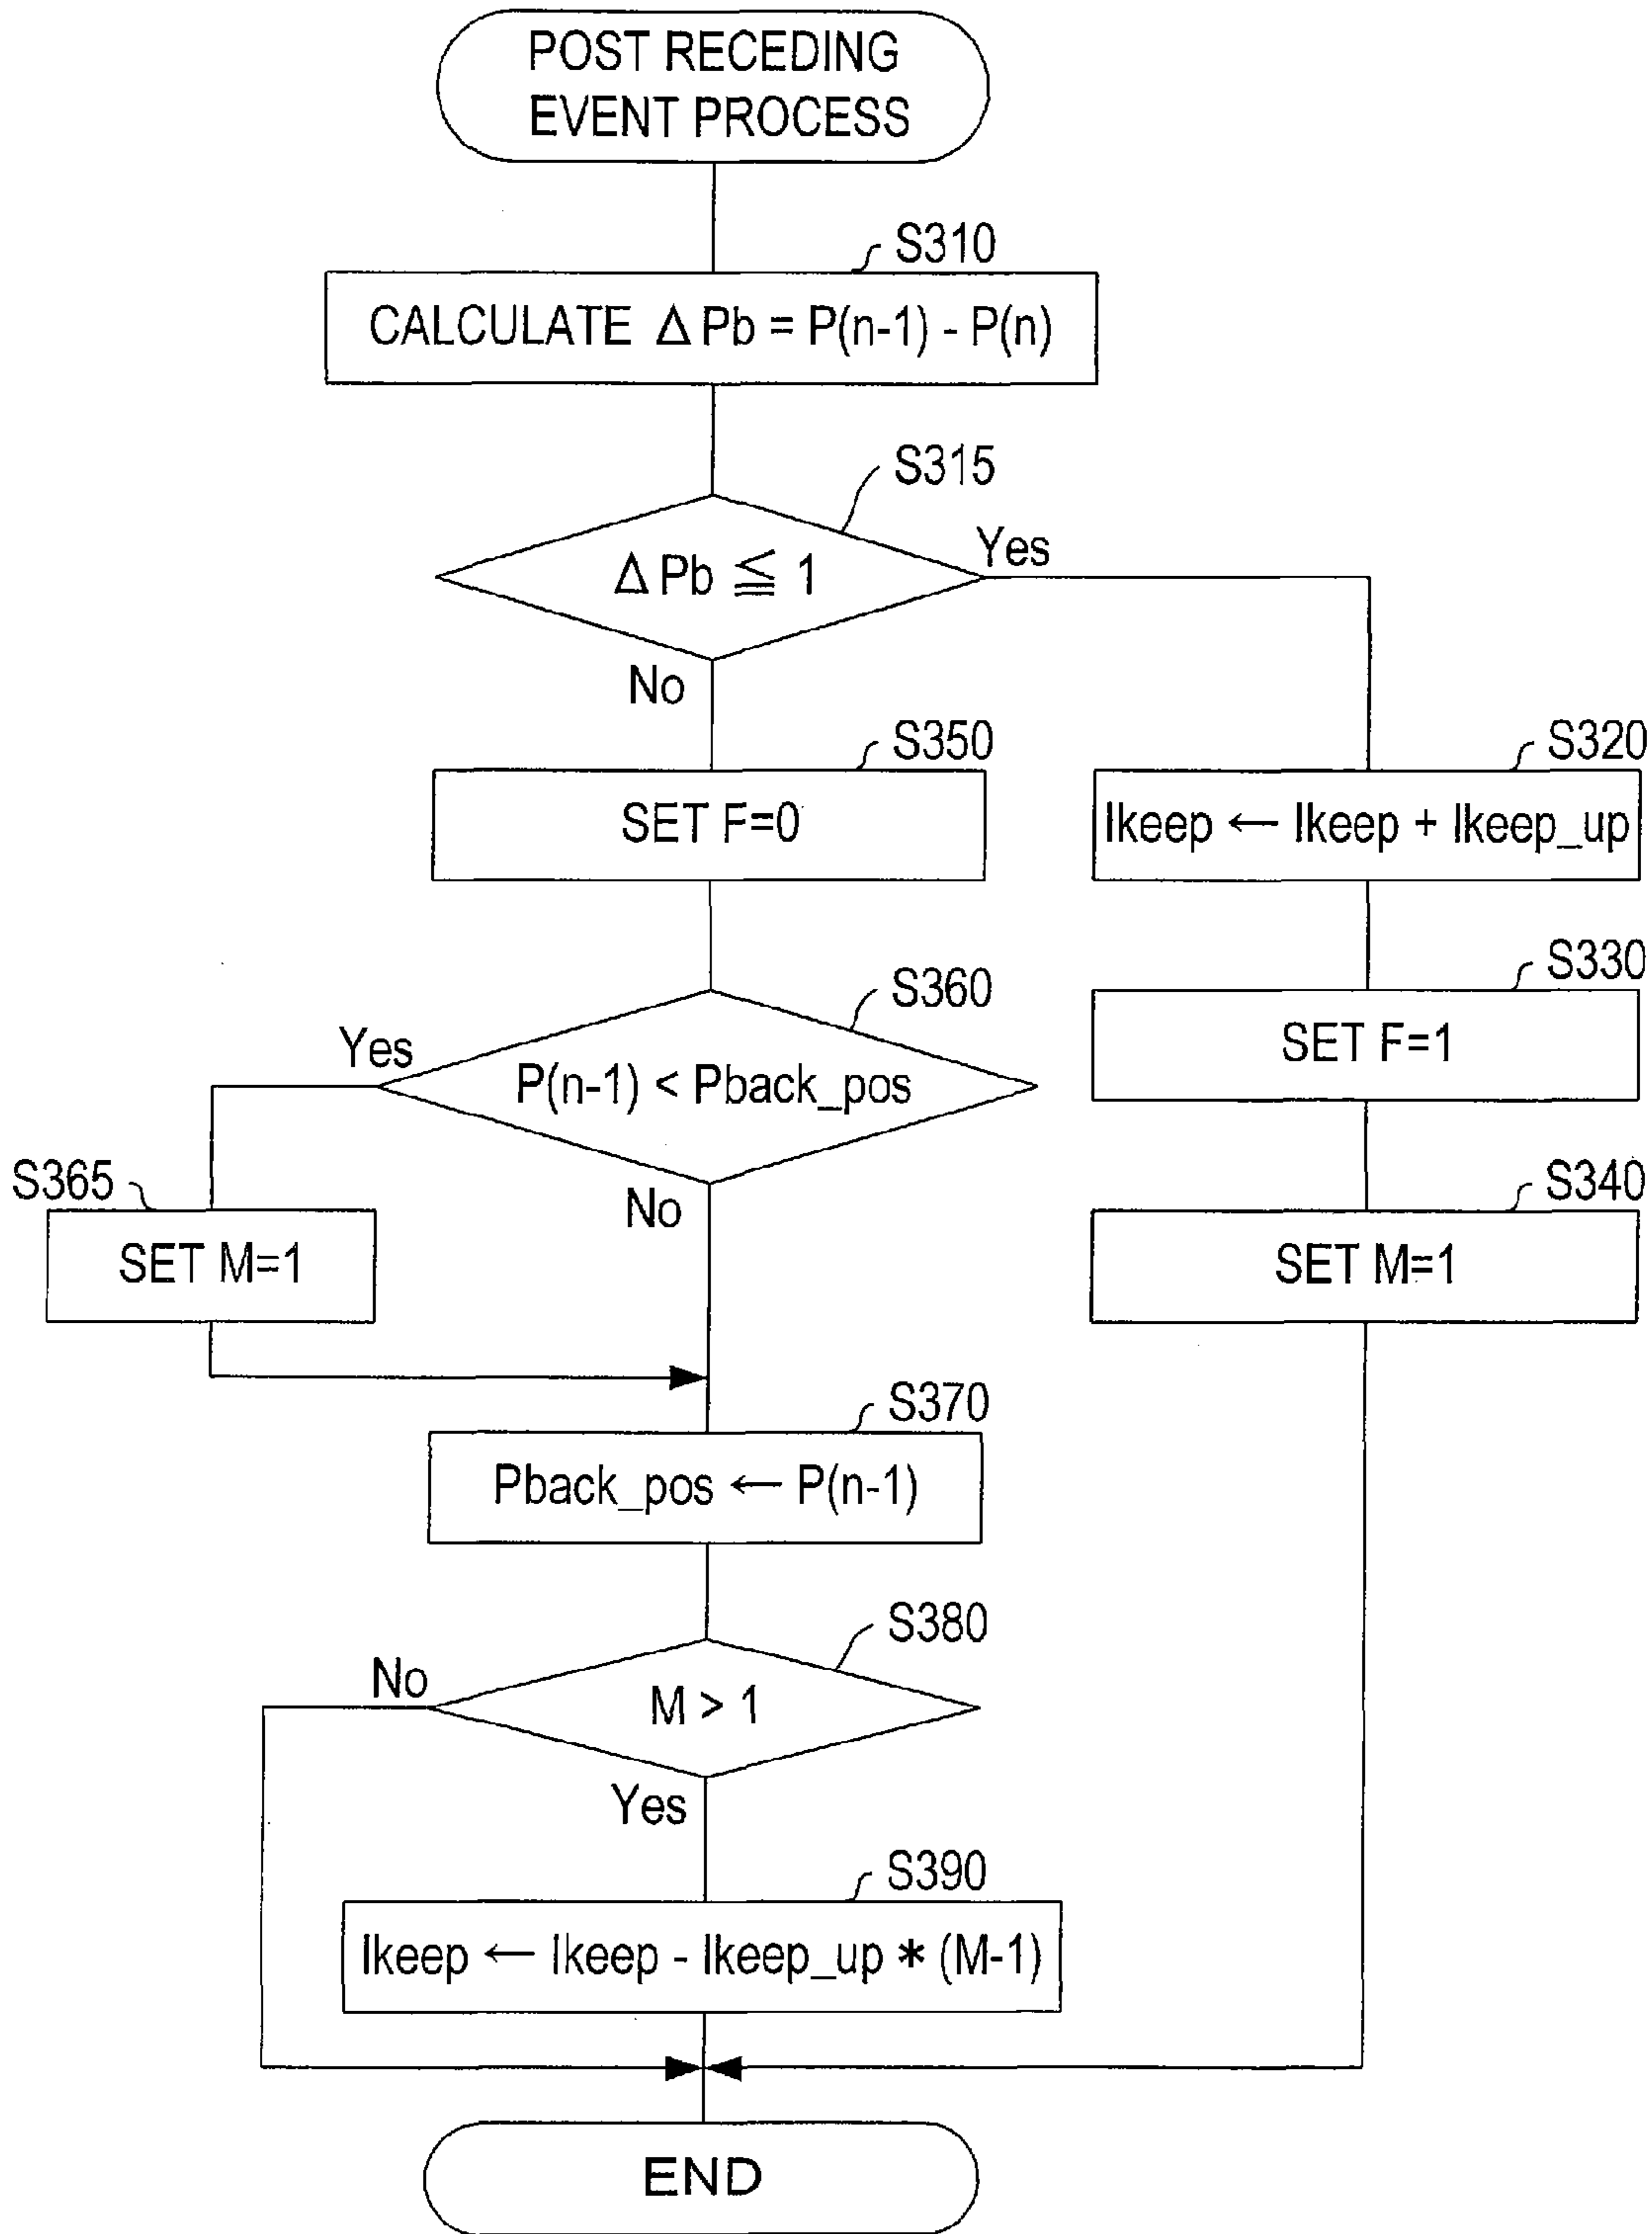 POST RECEDING
EVENT PROCESS
S310
CALCULATE Δ Pb = P(n-1) - P(n)
S315
Δ Pb ≦ 1
Yes
No
S350
SET F=0
S320
Ikeep ← Ikeep + Ikeep_up
S330
SET F=1
S360
P(n-1) < Pback_pos
Yes
No
S365
SET M=1
S340
SET M=1
S370
Pback_pos ← P(n-1)
S380
M > 1
No
Yes
S390
Ikeep ← Ikeep - Ikeep_up * (M-1)
END